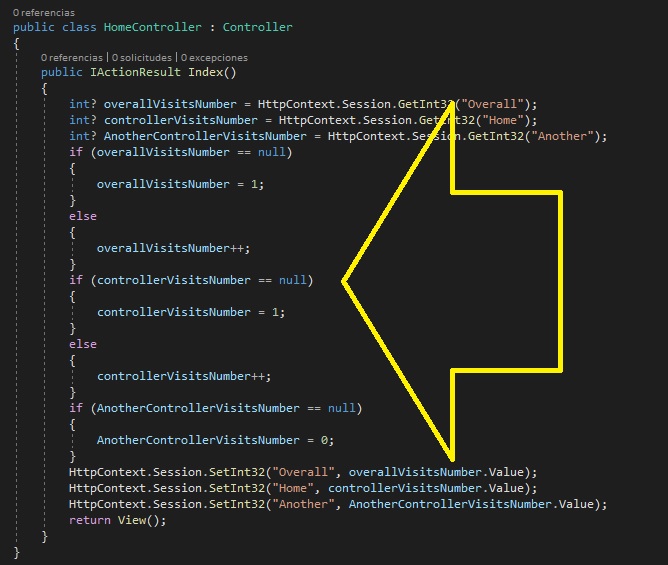 0 referencias
public class HomeController : Controller
{
0 referencias | 0 solicitudes | 0 excepciones
public IActionResult Index()
{
int? overallVisitsNumber = HttpContext.Session.GetInt32("Overall");
int? controllerVisitsNumber = HttpContext.Session.GetInt32("Home");
int? AnotherControllerVisitsNumber = HttpContext.Session.GetInt32("Another");
if (overallVisitsNumber == null)
{
overallVisitsNumber = 1;
}
else
{
overallVisitsNumber++;
}
if (controllerVisitsNumber == null)
{
controllerVisitsNumber = 1;
}
else
{
controllerVisitsNumber++;
}
if (AnotherControllerVisitsNumber == null)
{
AnotherControllerVisitsNumber = 0;
}
HttpContext.Session.SetInt32("Overall", overallVisitsNumber.Value);
HttpContext.Session.SetInt32("Home", controllerVisitsNumber.Value);
HttpContext.Session.SetInt32("Another", AnotherControllerVisitsNumber.Value);
return View();
}
}